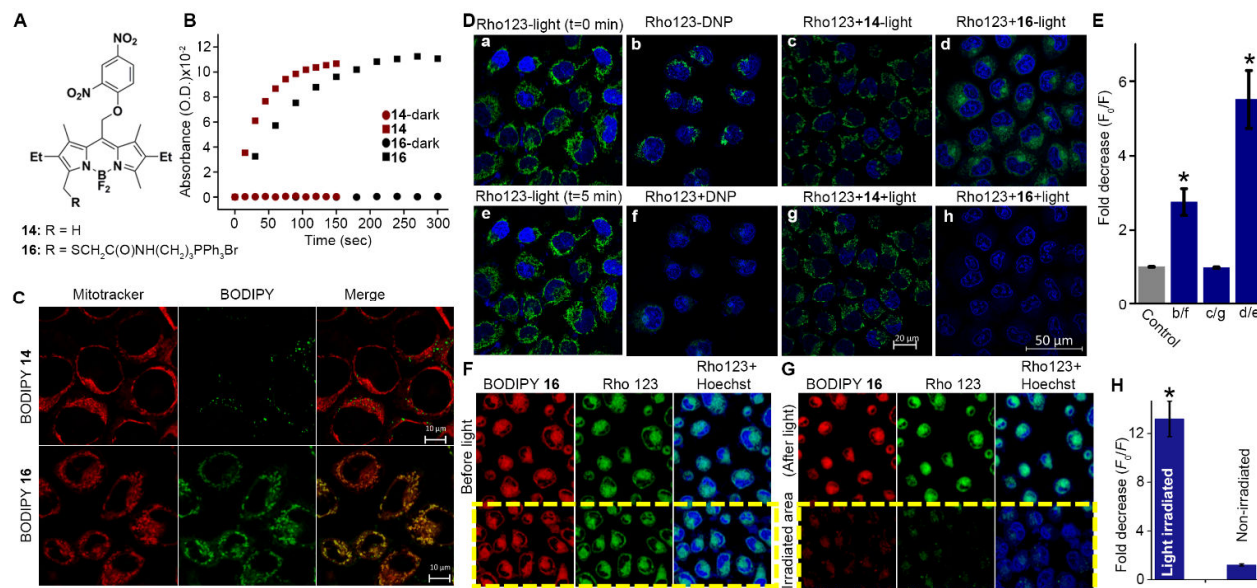 A
NO₂
NO₂
O
Et
Et
N
N
B
F₂
R
14: R = H
16: R = SCH₂C(O)NH(CH₂)₃PPh₃Br
B
Absorbance (O.D.)x10⁻²
12
10
8
6
4
2
0
14-dark
14
16-dark
16
0 50 100 150 200 250 300
Time (sec)
C
Mitotracker BODIPY Merge
BODIPY 14
10 µm
BODIPY 16
10 µm
D
Rho123-light (t=0 min) Rho123-DNP Rho123+14-light Rho123+16-light
a b c d
Rho123-light (t=5 min) Rho123+DNP Rho123+14+light Rho123+16+light
e f g h
20 µm
50 µm
E
Fold decrease (F₀/F)
8
6
4
2
0
*
*
Control b/f c/g d/e
F
BODIPY 16 Rho 123 Rho123+
Hoechst
Before light
Irradiated area
G
BODIPY 16 Rho 123 Rho123+
Hoechst
(After light)
H
Fold decrease (F₀/F)
12
8
4
0
*
Light irradiated
Non-irradiated